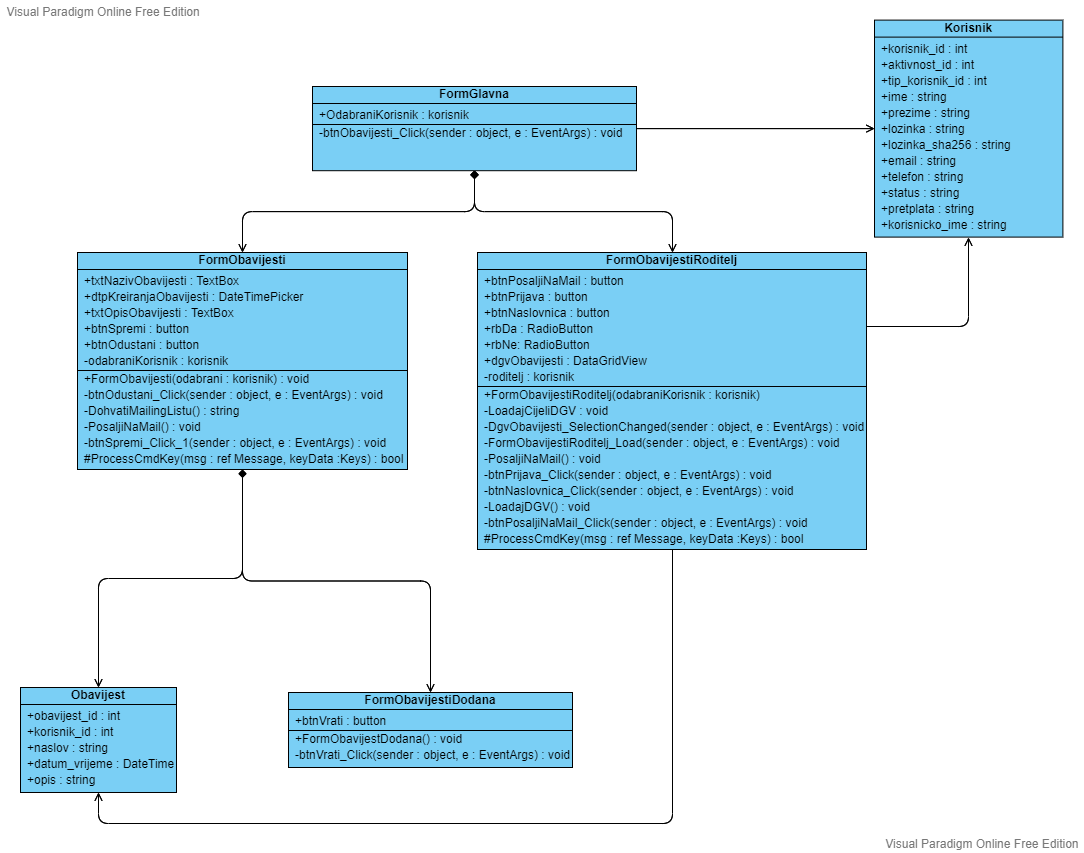 Visual Paradigm Online Free Edition
Korisnik
+korisnik_id : int
+aktivnost_id : int
+tip_korisnik_id : int
+ime : string
+prezime : string
+lozinka : string
+lozinka_sha256 : string
+email : string
+telefon : string
+status : string
+pretplata : string
+korisnicko_ime : string
FormGlavna
+OdabraniKorisnik : korisnik
-btnObavijesti_Click(sender : object, e : EventArgs) : void
FormObavijesti
+txtNazivObavijesti : TextBox
+dtpKreiranjaObavijesti : DateTimePicker
+txtOpisObavijesti : TextBox
+btnSpremi : button
+btnOdustani : button
-odabraniKorisnik : korisnik
+FormObavijesti(odabrani : korisnik) : void
-btnOdustani_Click(sender : object, e : EventArgs) : void
-DohvatiMailingListu() : string
-PosaljiNaMail() : void
-btnSpremi_Click_1(sender : object, e : EventArgs) : void
#ProcessCmdKey(msg : ref Message, keyData :Keys) : bool
FormObavijestiRoditelj
+btnPosaljiNaMail : button
+btnPrijava : button
+btnNaslovnica : button
+rbDa : RadioButton
+rbNe: RadioButton
+dgvObavijesti : DataGridView
-roditelj : korisnik
+FormObavijestiRoditelj(odabraniKorisnik : korisnik)
-LoadajCijeliDGV : void
-DgvObavijesti_SelectionChanged(sender : object, e : EventArgs) : void
-FormObavijestiRoditelj_Load(sender : object, e : EventArgs) : void
-PosaljiNaMail() : void
-btnPrijava_Click(sender : object, e : EventArgs) : void
-btnNaslovnica_Click(sender : object, e : EventArgs) : void
-LoadajDGV() : void
-btnPosaljiNaMail_Click(sender : object, e : EventArgs) : void
#ProcessCmdKey(msg : ref Message, keyData :Keys) : bool
Obavijest
+obavijest_id : int
+korisnik_id : int
+naslov : string
+datum_vrijeme : DateTime
+opis : string
FormObavijestiDodana
+btnVrati : button
+FormObavijestDodana() : void
-btnVrati_Click(sender : object, e : EventArgs) : void
Visual Paradigm Online Free Edition